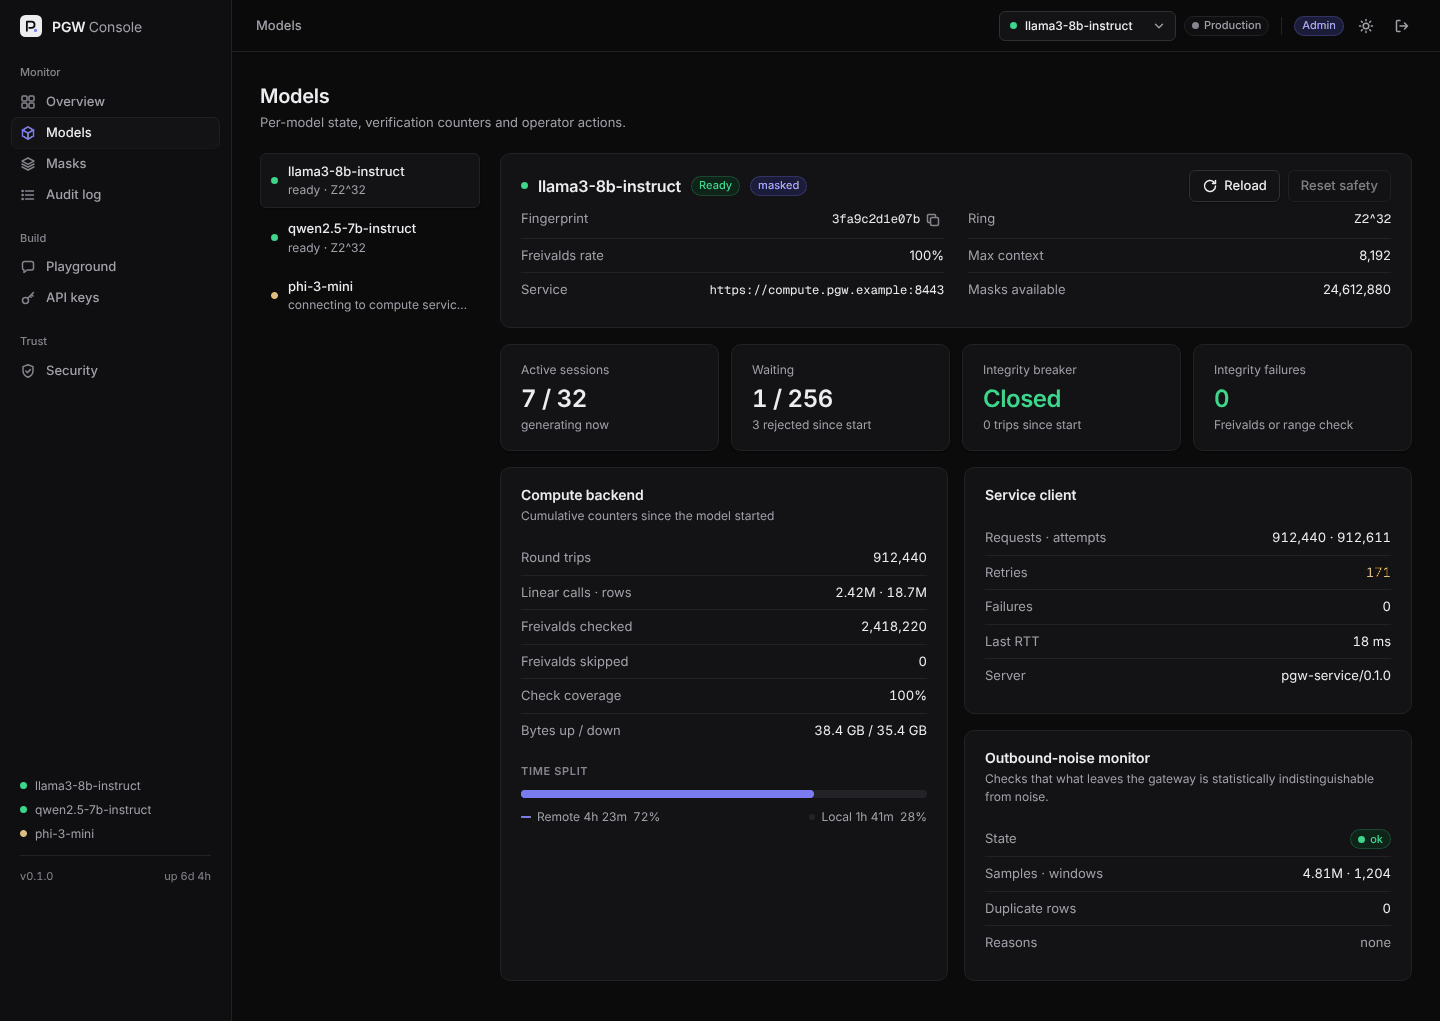 P. PGW Console
Monitor
Overview
Models
Masks
Audit log
Build
Playground
API keys
Trust
Security
llama3-8b-instruct
qwen2.5-7b-instruct
phi-3-mini
v0.1.0 up 6d 4h
Models
llama3-8b-instruct
Production
Admin
Models
Per-model state, verification counters and operator actions.
llama3-8b-instruct
ready · Z2^32
qwen2.5-7b-instruct
ready · Z2^32
phi-3-mini
connecting to compute servic...
llama3-8b-instruct Ready masked
Reload Reset safety
Fingerprint 3fa9c2d1e07b
Ring Z2^32
Freivalds rate 100%
Max context 8,192
Service https://compute.pgw.example:8443
Masks available 24,612,880
Active sessions
7 / 32
generating now
Waiting
1 / 256
3 rejected since start
Integrity breaker
Closed
0 trips since start
Integrity failures
0
Freivalds or range check
Compute backend
Cumulative counters since the model started
Round trips 912,440
Linear calls · rows 2.42M · 18.7M
Freivalds checked 2,418,220
Freivalds skipped 0
Check coverage 100%
Bytes up / down 38.4 GB / 35.4 GB
TIME SPLIT
Remote 4h 23m 72% Local 1h 41m 28%
Service client
Requests · attempts 912,440 · 912,611
Retries 171
Failures 0
Last RTT 18 ms
Server pgw-service/0.1.0
Outbound-noise monitor
Checks that what leaves the gateway is statistically indistinguishable
from noise.
State ok
Samples · windows 4.81M · 1,204
Duplicate rows 0
Reasons none